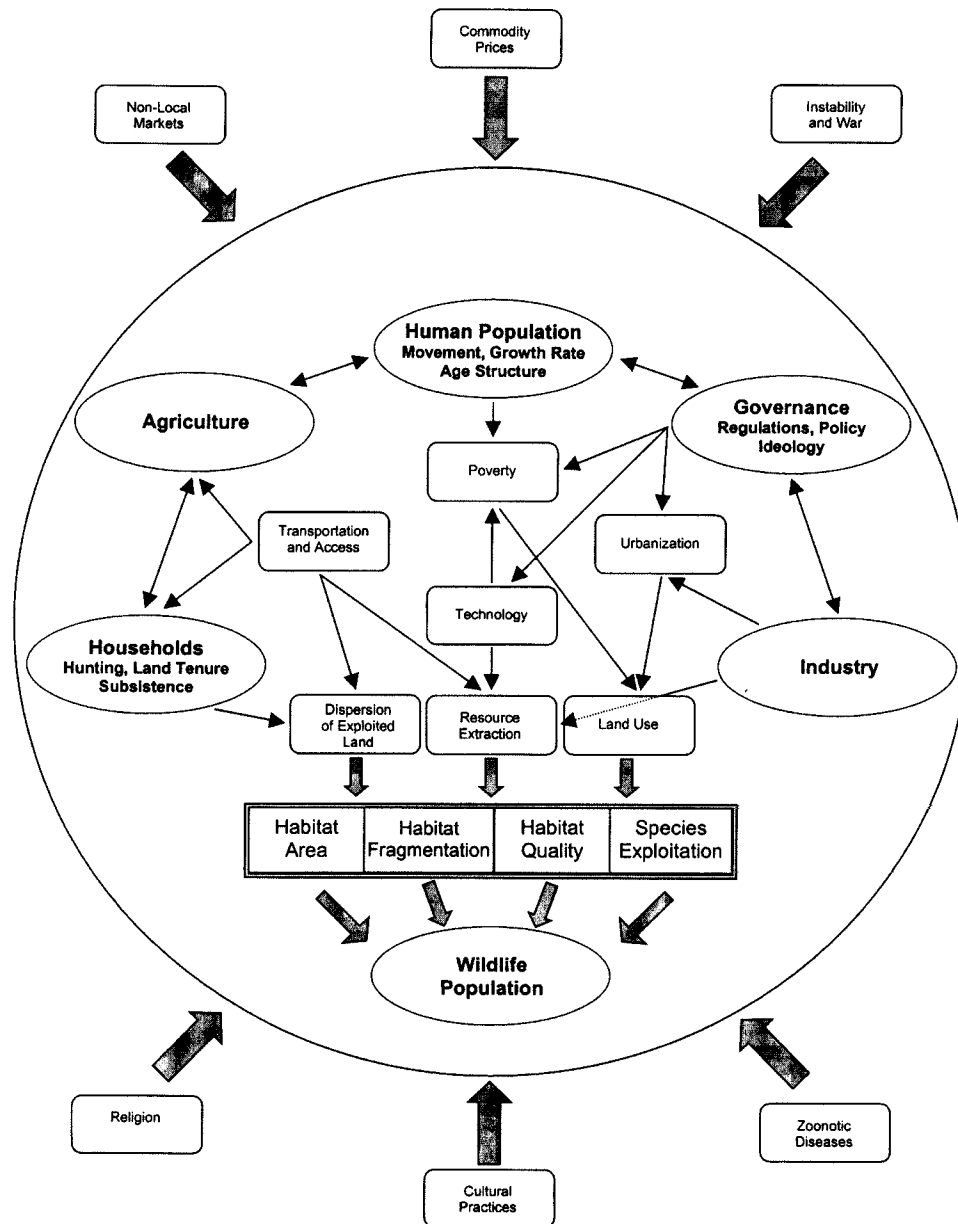 Commodity
Prices
Non-Local
Markets
Instability
and War
Human Population
Movement, Growth Rate
Age Structure
Agriculture
Governance
Regulations, Policy
Ideology
Poverty
Transportation
and Access
Urbanization
Technology
Households
Hunting, Land Tenure
Subsistence
Industry
Dispersion
of Exploited
Land
Resource
Extraction
Land Use
Habitat
Area
Habitat
Fragmentation
Habitat
Quality
Species
Exploitation
Wildlife
Population
Religion
Zoonotic
Diseases
Cultural
Practices